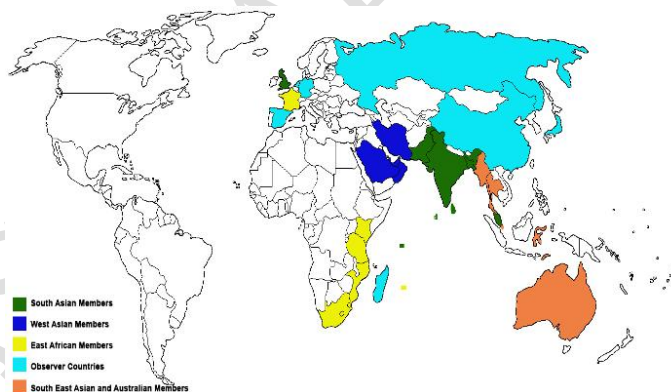 South Asian Members
West Asian Members
East African Members
Observer Countries
South East Asian and Australian Members